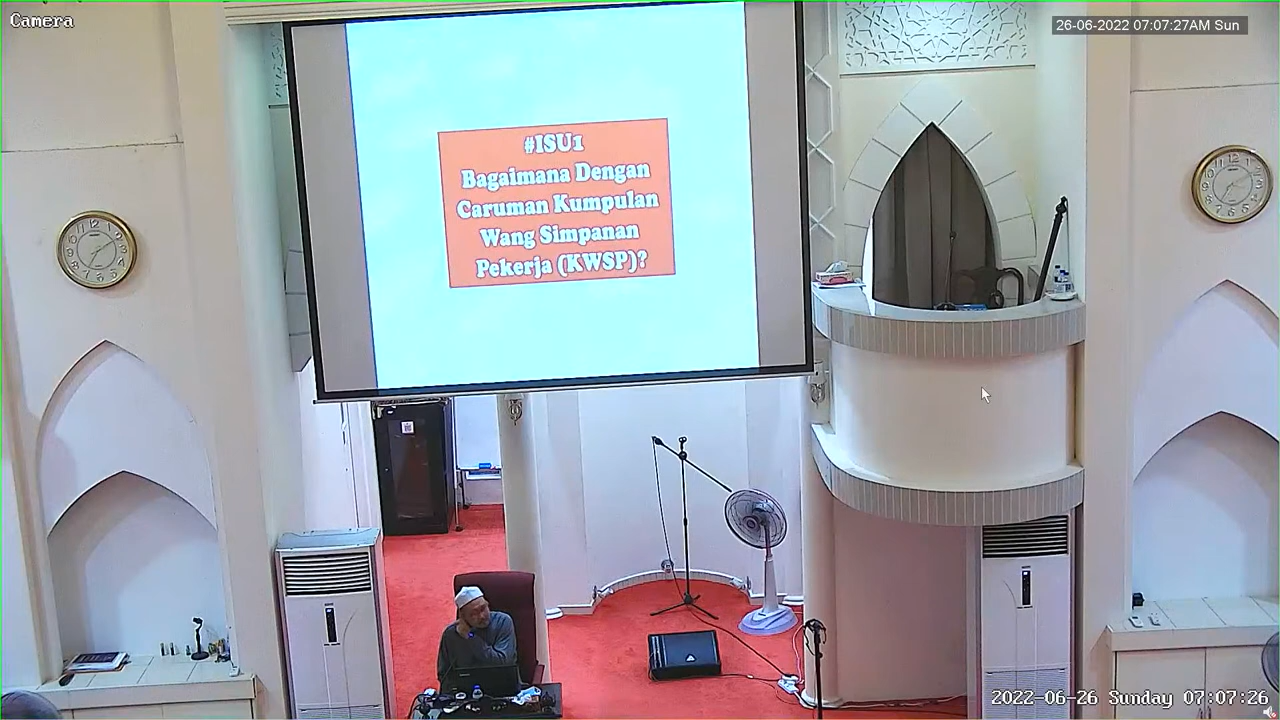 Camera
26-06-2022 07:07:27AM Sun
#ISU1
Bagaimana Dengan
Caruman Kumpulan
Wang Simpanan
Pekerja (KWSP)?
2022-06-26 Sunday 07:07:26